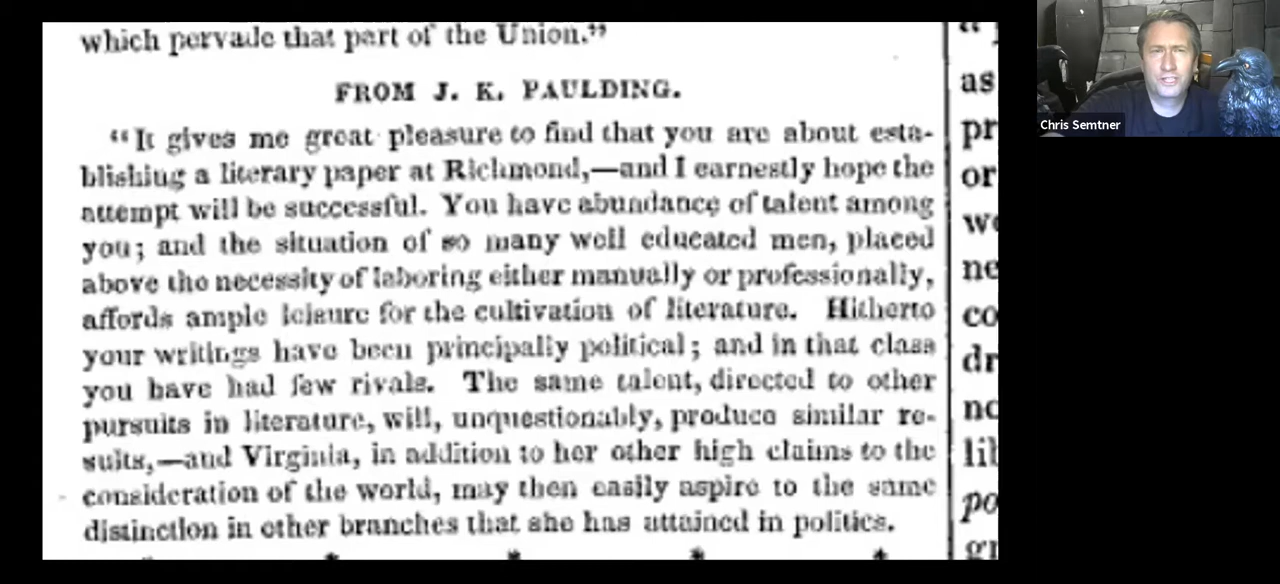 which pervade that part of the Union.”
FROM J. K. PAULDING.
“It gives me great pleasure to find that you are about esta-
blishing a literary paper at Richmond,—and I earnestly hope the
attempt will be successful. You have abundance of talent among
you; and the situation of so many well educated men, placed
above the necessity of laboring either manually or professionally,
affords ample leisure for the cultivation of literature. Hitherto
your writings have been principally political; and in that class
you have had few rivals. The same talent, directed to other
pursuits in literature, will, unquestionably, produce similar re-
sults,—and Virginia, in addition to her other high claims to the
consideration of the world, may then easily aspire to the same
distinction in other branches that she has attained in politics.
* * * * *
as
pr
or
we
ne
co
dr
no
lib
po
gr
Chris Semtner